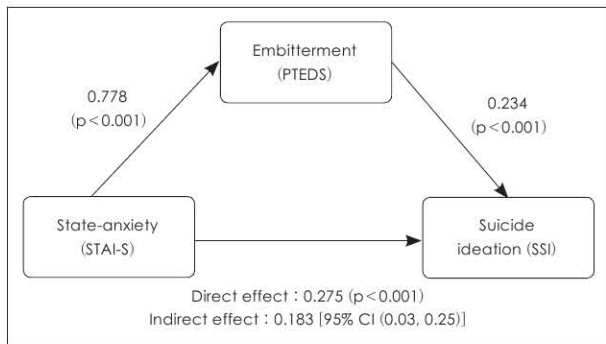 Embitterment
(PTEDS)
0.778
(p<0.001)
0.234
(p<0.001)
State-anxiety
(STAI-S)
Suicide
ideation (SSI)
Direct effect : 0.275 (p<0.001)
Indirect effect : 0.183 [95% CI (0.03, 0.25)]